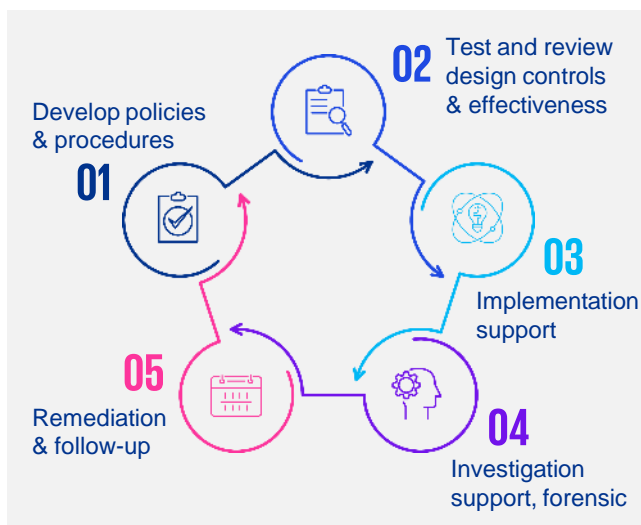 01
Develop policies
& procedures
02
Test and review
design controls
& effectiveness
03
Implementation
support
04
Investigation
support, forensic
05
Remediation
& follow-up